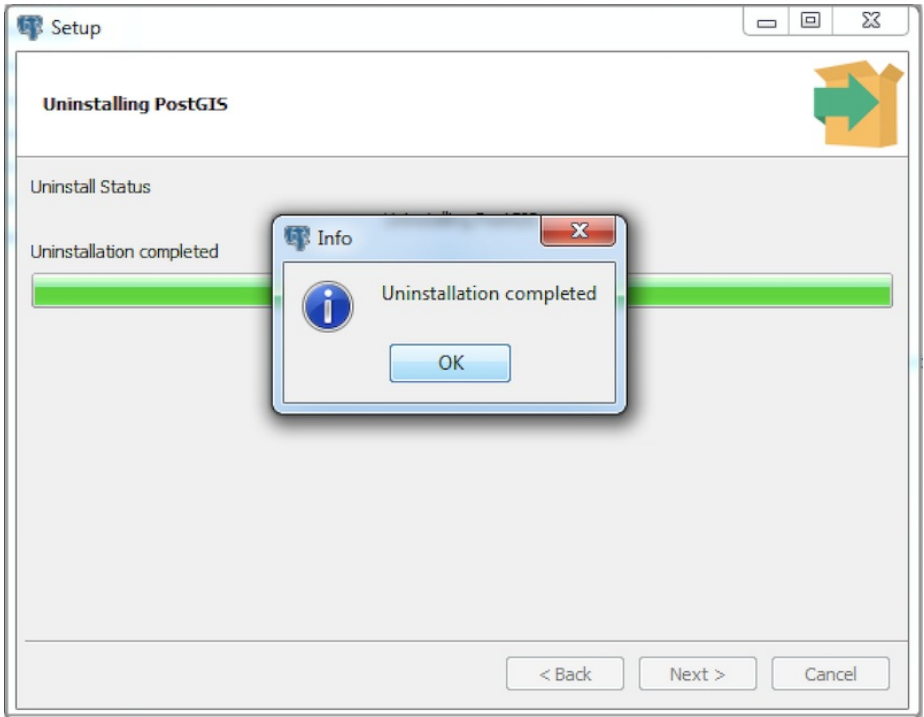 Setup
Uninstalling PostGIS
Uninstall Status
Info
Uninstallation completed
Uninstallation completed
OK
< Back
Next >
Cancel